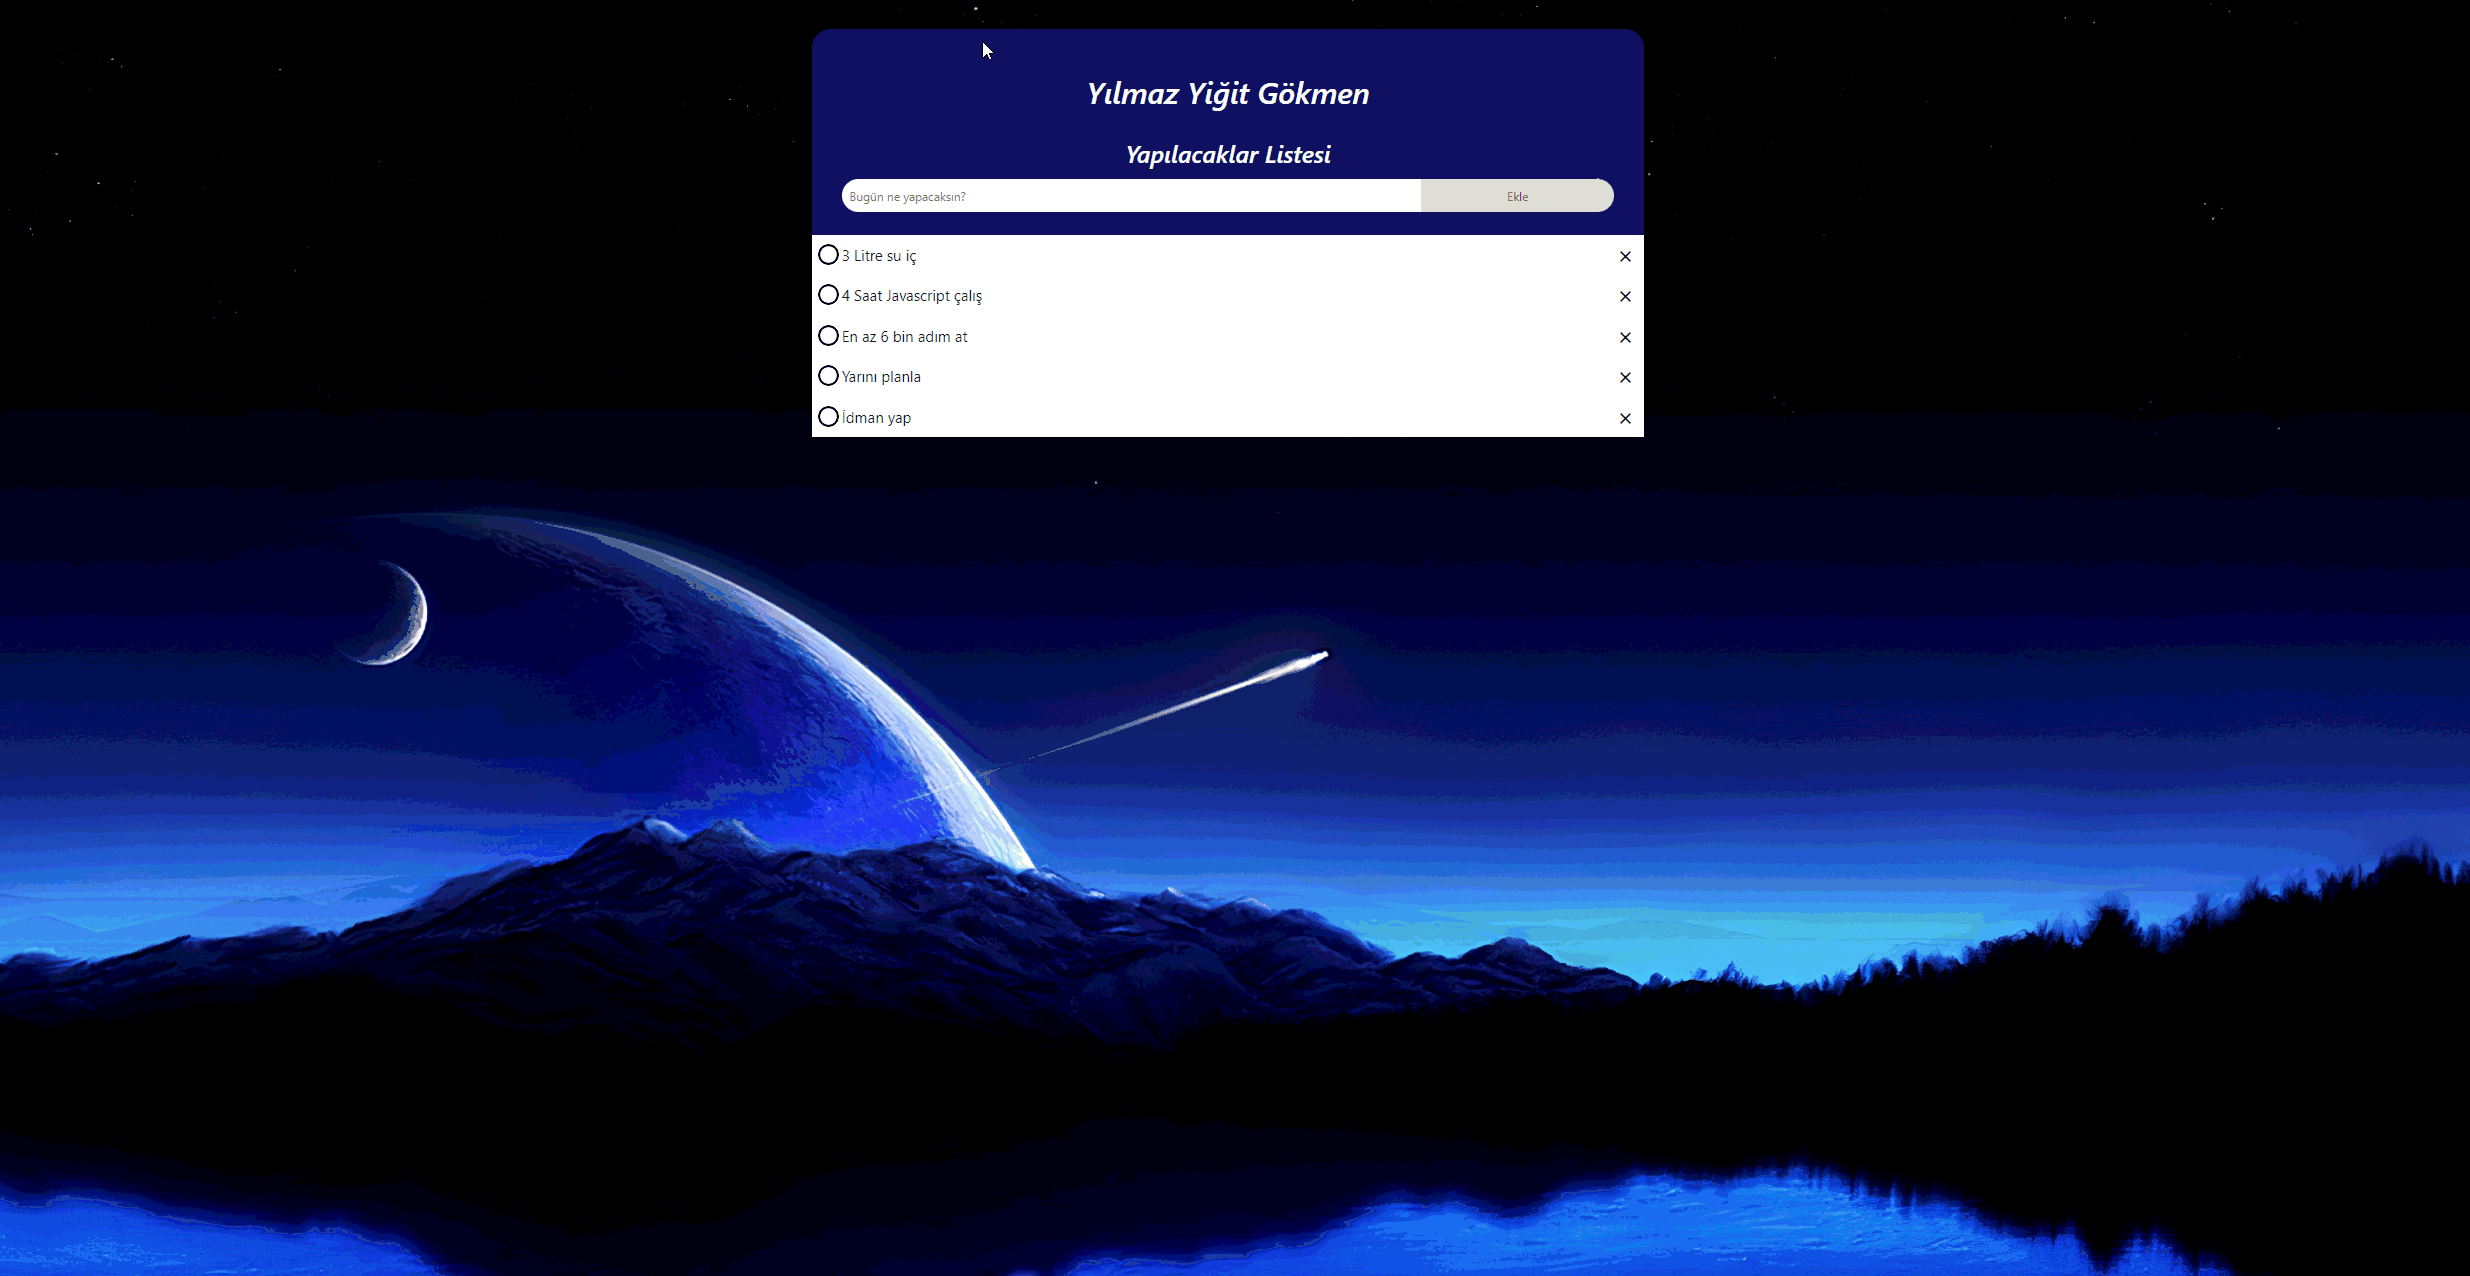 Yılmaz Yiğit Gökmen
Yapılacaklar Listesi
Bugün ne yapacaksın? Ekle
3 Litre su iç ×
4 Saat Javascript çalış ×
En az 6 bin adım at ×
Yarını planla ×
İdman yap ×